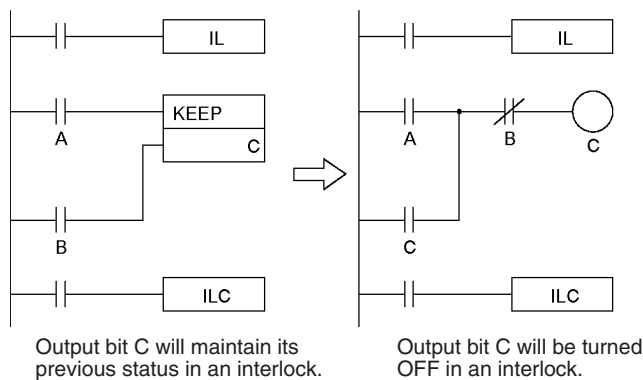 IL
A
KEEP
C
B
ILC
Output bit C will maintain its
previous status in an interlock.
IL
A
B
C
C
ILC
Output bit C will be turned
OFF in an interlock.